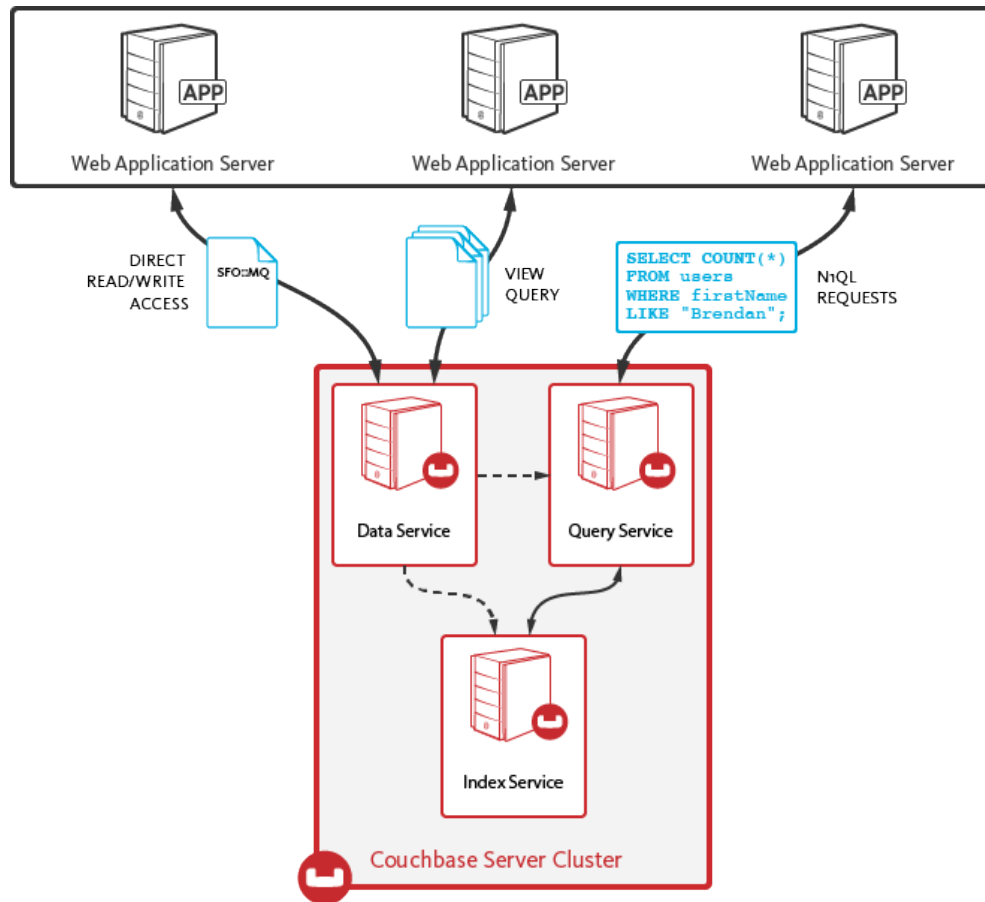 APP
APP
APP
Web Application Server
Web Application Server
Web Application Server
DIRECT
READ/WRITE
ACCESS
SFO::MQ
VIEW
QUERY
SELECT COUNT(*)
FROM users
WHERE firstName
LIKE "Brendan";
N1QL
REQUESTS
Data Service
Query Service
Index Service
Couchbase Server Cluster